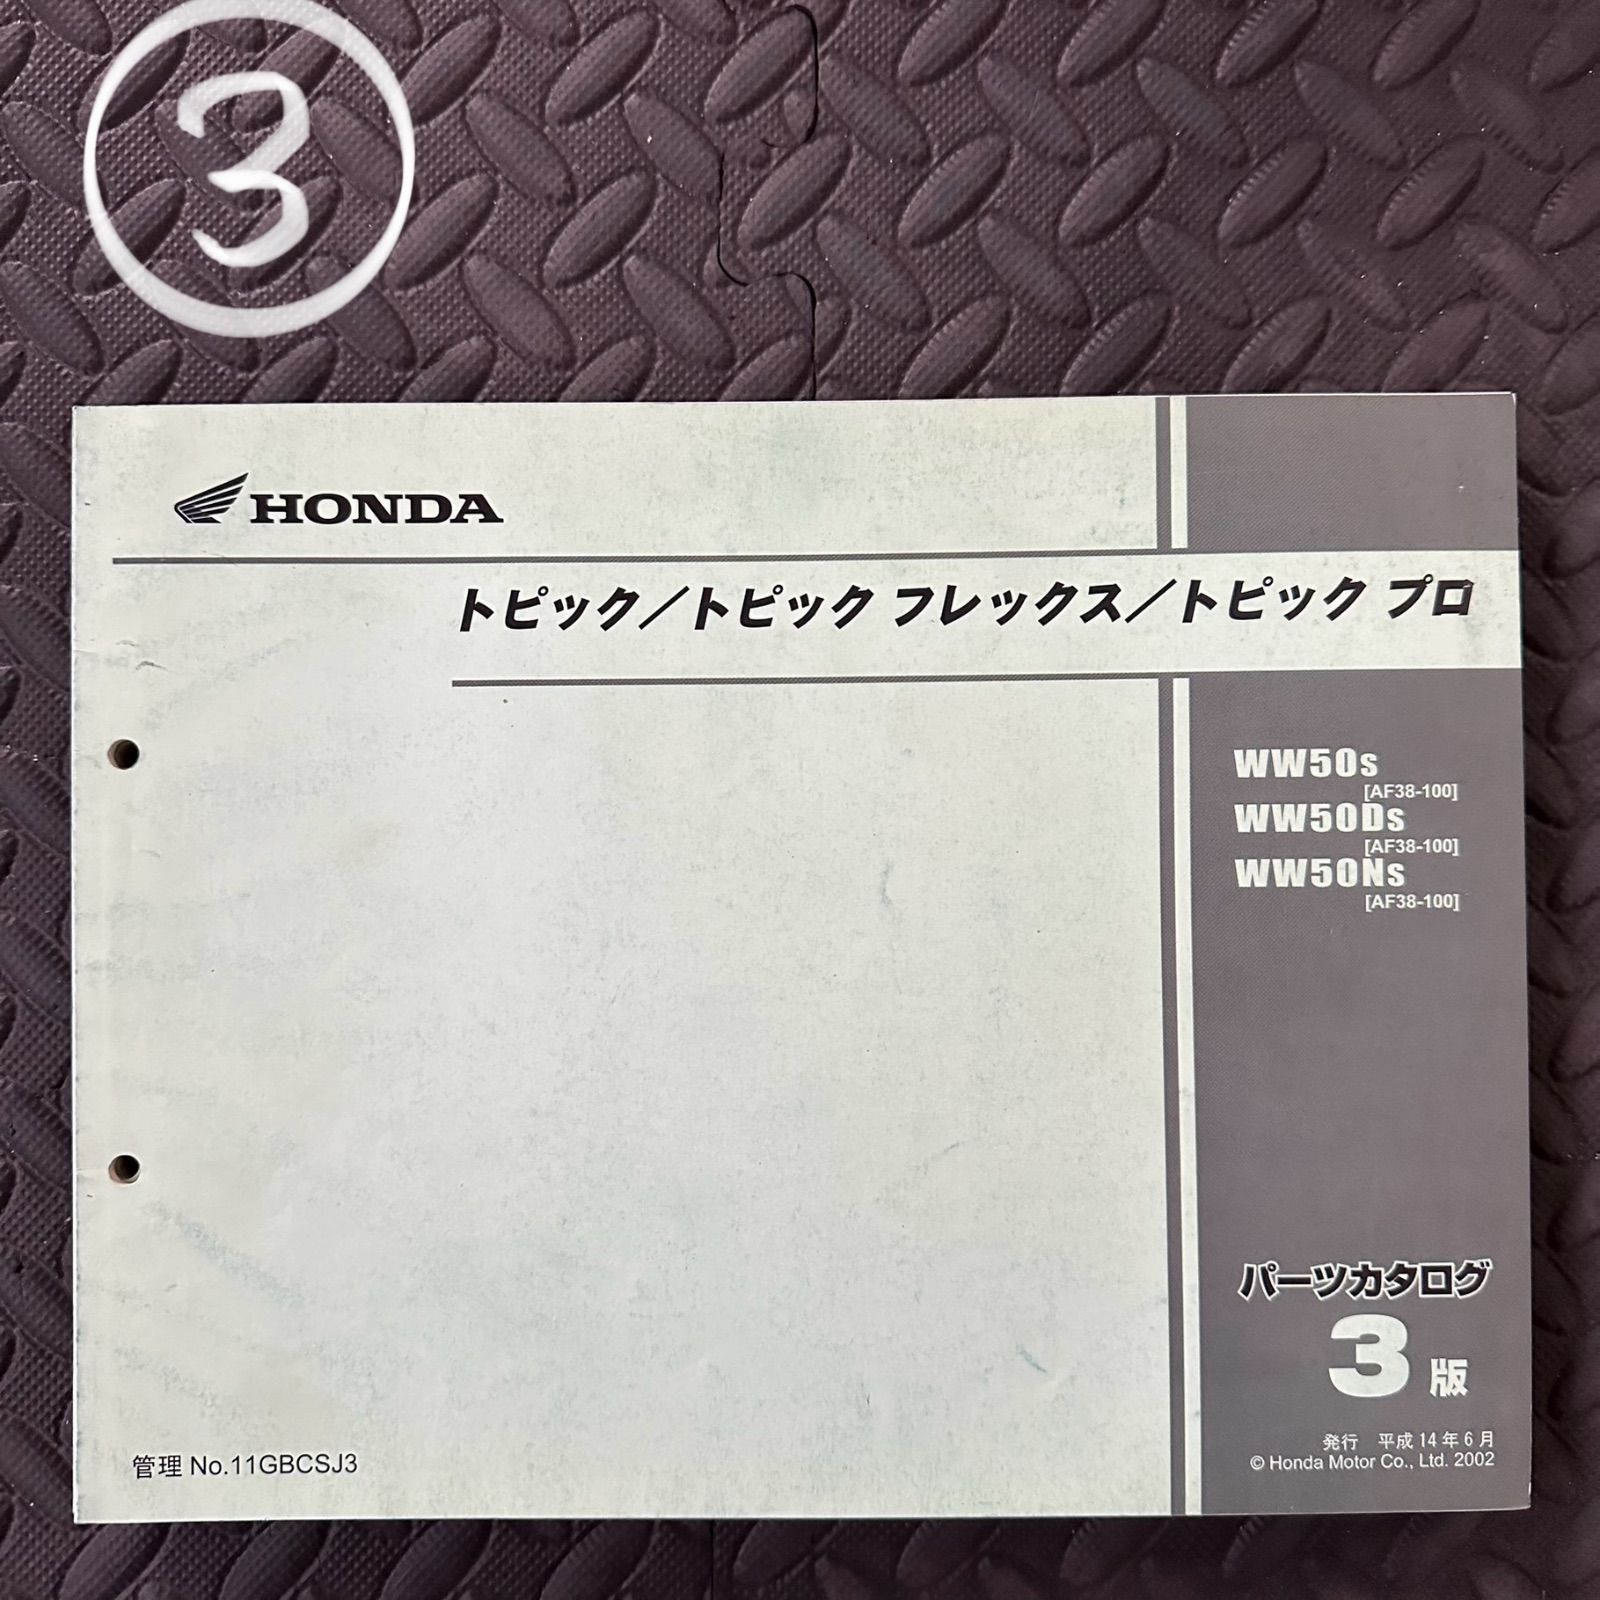 3
HONDA
トピック／トピック フレックス／トピック プロ
WW50S
[AF38-100]
WW50DS
[AF38-100]
WW50NS
[AF38-100]
パーツカタログ
3版
発行 平成14年6月
© Honda Motor Co., Ltd. 2002
管理 No.11GBCSJ3